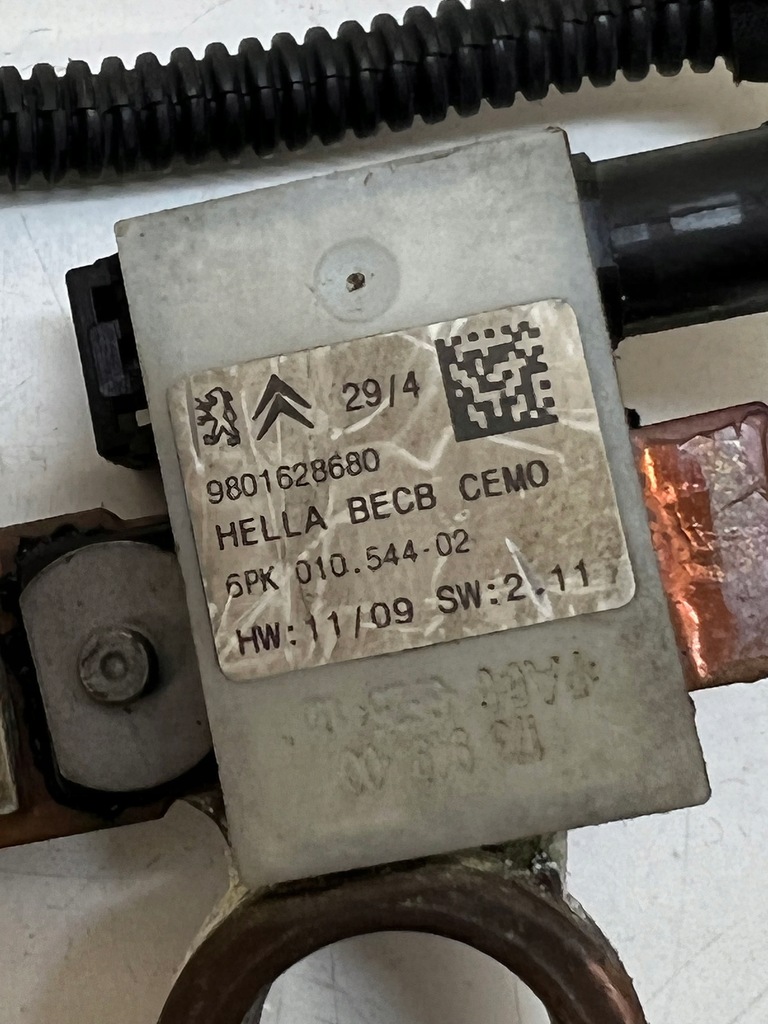 29/4
9801628680
HELLA BECB CEMO
6PK 010.544-02
HW:11/09 SW:2.11